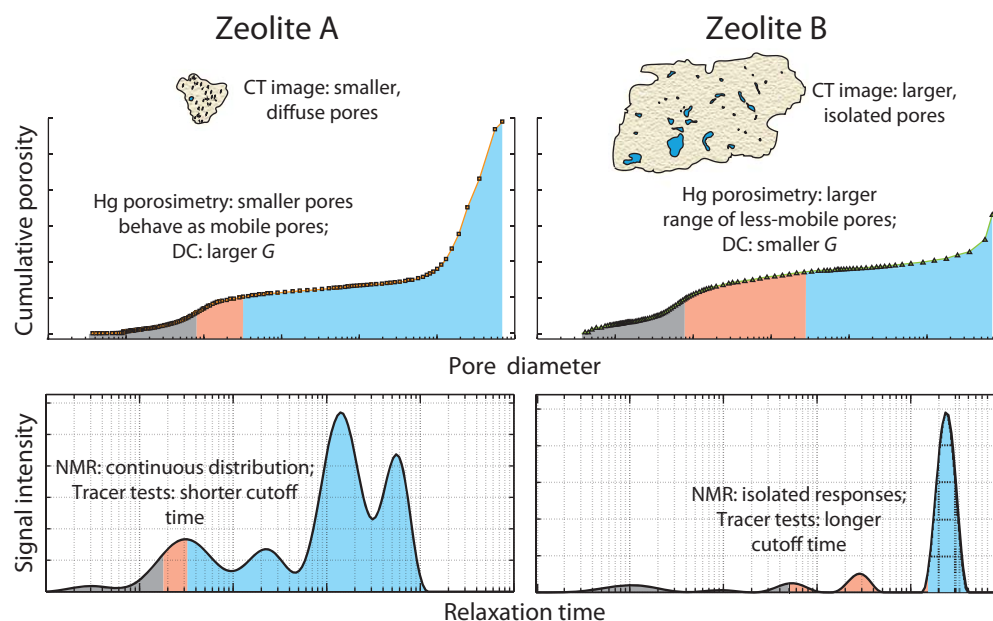 Zeolite A
Zeolite B
CT image: smaller,
diffuse pores
CT image: larger,
isolated pores
Cumulative porosity
Hg porosimetry: smaller pores
behave as mobile pores;
DC: larger G
Hg porosimetry: larger
range of less-mobile pores;
DC: smaller G
Pore diameter
Signal intensity
NMR: continuous distribution;
Tracer tests: shorter cutoff
time
NMR: isolated responses;
Tracer tests: longer
cutoff time
Relaxation time